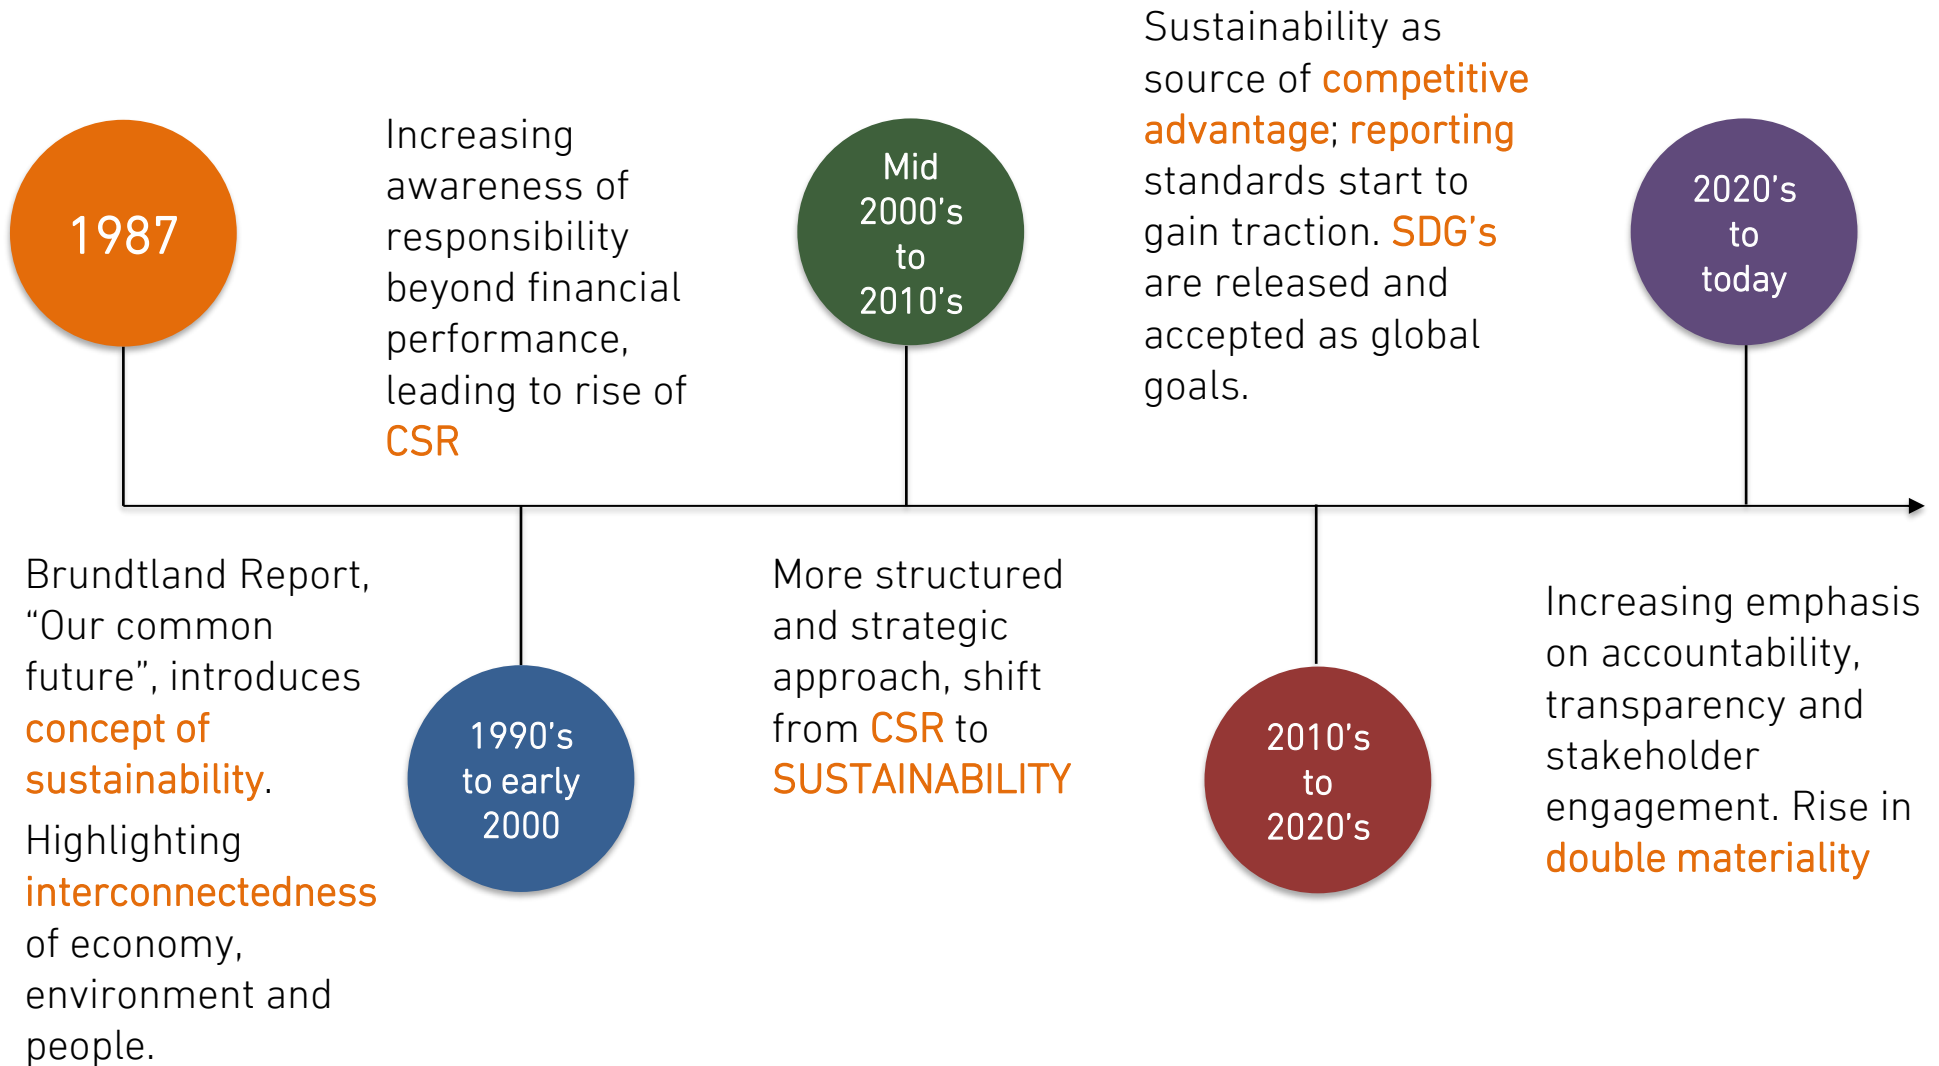 1987
Brundtland Report,
“Our common
future”, introduces
concept of
sustainability.
Highlighting
interconnectedness
of economy,
environment and
people.
Increasing
awareness of
responsibility
beyond financial
performance,
leading to rise of
CSR
1990’s
to early
2000
Mid
2000’s
to
2010’s
More structured
and strategic
approach, shift
from CSR to
SUSTAINABILITY
Sustainability as
source of competitive
advantage; reporting
standards start to
gain traction. SDG’s
are released and
accepted as global
goals.
2010’s
to
2020’s
2020’s
to
today
Increasing emphasis
on accountability,
transparency and
stakeholder
engagement. Rise in
double materiality